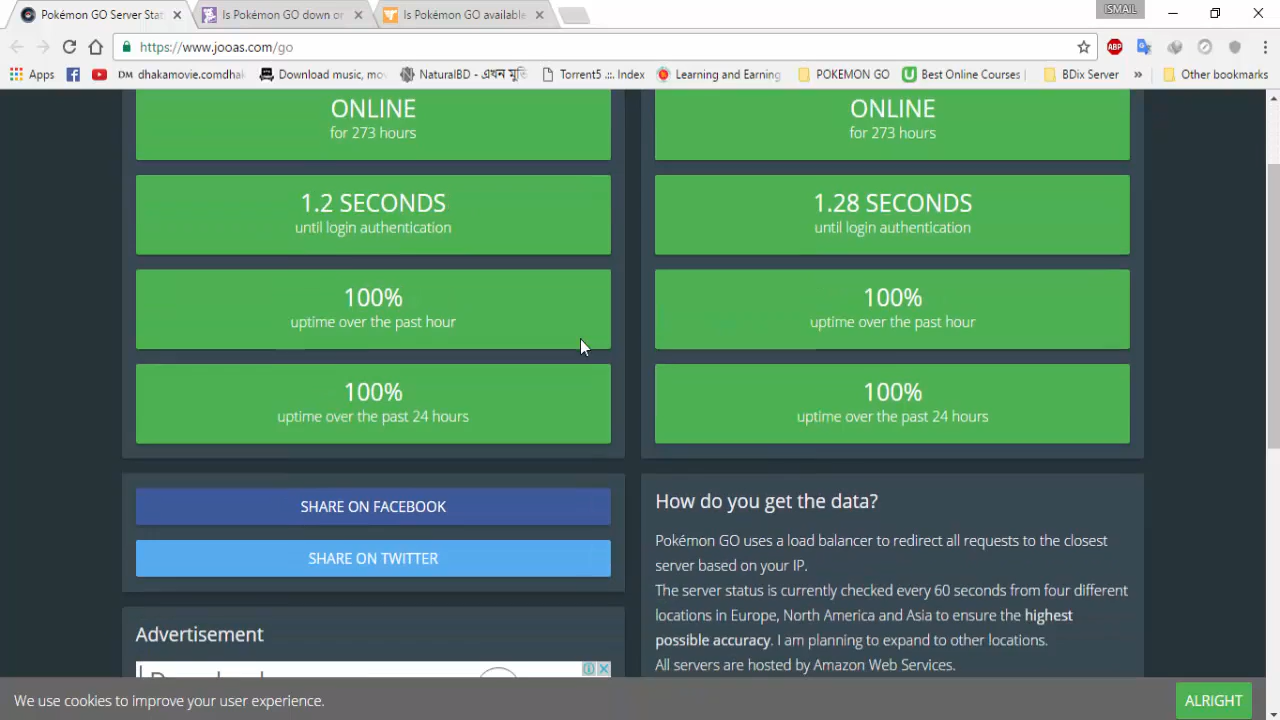 Pokémon GO Server Stat
Is Pokémon GO down or
Is Pokémon GO available
ISMAIL
https://www.jooas.com/go
ABP
Apps
DM dhakamovie.comdhak
Download music, mov
NaturalBD - এখন মুক্তি
Torrent5 .::. Index
Learning and Earning
POKEMON GO
U Best Online Courses |
BDix Server
»
Other bookmarks
ONLINE
for 273 hours
1.2 SECONDS
until login authentication
100%
uptime over the past hour
100%
uptime over the past 24 hours
ONLINE
for 273 hours
1.28 SECONDS
until login authentication
100%
uptime over the past hour
100%
uptime over the past 24 hours
SHARE ON FACEBOOK
SHARE ON TWITTER
Advertisement
How do you get the data?
Pokémon GO uses a load balancer to redirect all requests to the closest
server based on your IP.
The server status is currently checked every 60 seconds from four different
locations in Europe, North America and Asia to ensure the highest
possible accuracy. I am planning to expand to other locations.
All servers are hosted by Amazon Web Services.
We use cookies to improve your user experience.
ALRIGHT